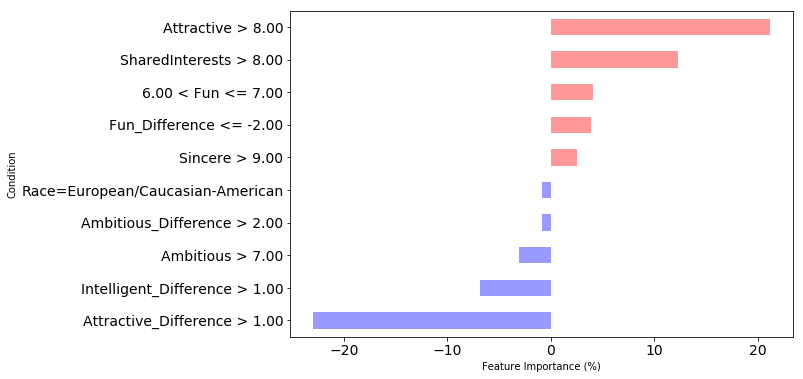 Attractive > 8.00
SharedInterests > 8.00
6.00 < Fun <= 7.00
Fun_Difference <= -2.00
Sincere > 9.00
Race=European/Caucasian-American
Ambitious_Difference > 2.00
Ambitious > 7.00
Intelligent_Difference > 1.00
Attractive_Difference > 1.00
Condition
−20 −10 0 10 20
Feature Importance (%)